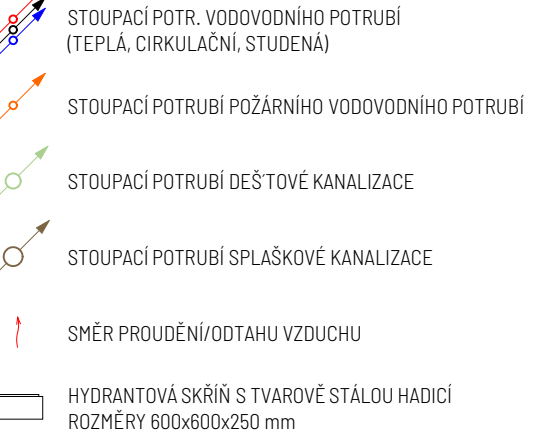 STOUPACÍ POTR. VODOVODNÍHO POTRUBÍ
(TEPLÁ, CIRKULAČNÍ, STUDENÁ)
STOUPACÍ POTRUBÍ POŽÁRNÍHO VODOVODNÍHO POTRUBÍ
STOUPACÍ POTRUBÍ DEŠŤOVÉ KANALIZACE
STOUPACÍ POTRUBÍ SPLAŠKOVÉ KANALIZACE
SMĚR PROUDĚNÍ/ODTAHU VZDUCHU
HYDRANTOVÁ SKŘÍŇ S TVAROVĚ STÁLOU HADICÍ
ROZMĚRY 600x600x250 mm